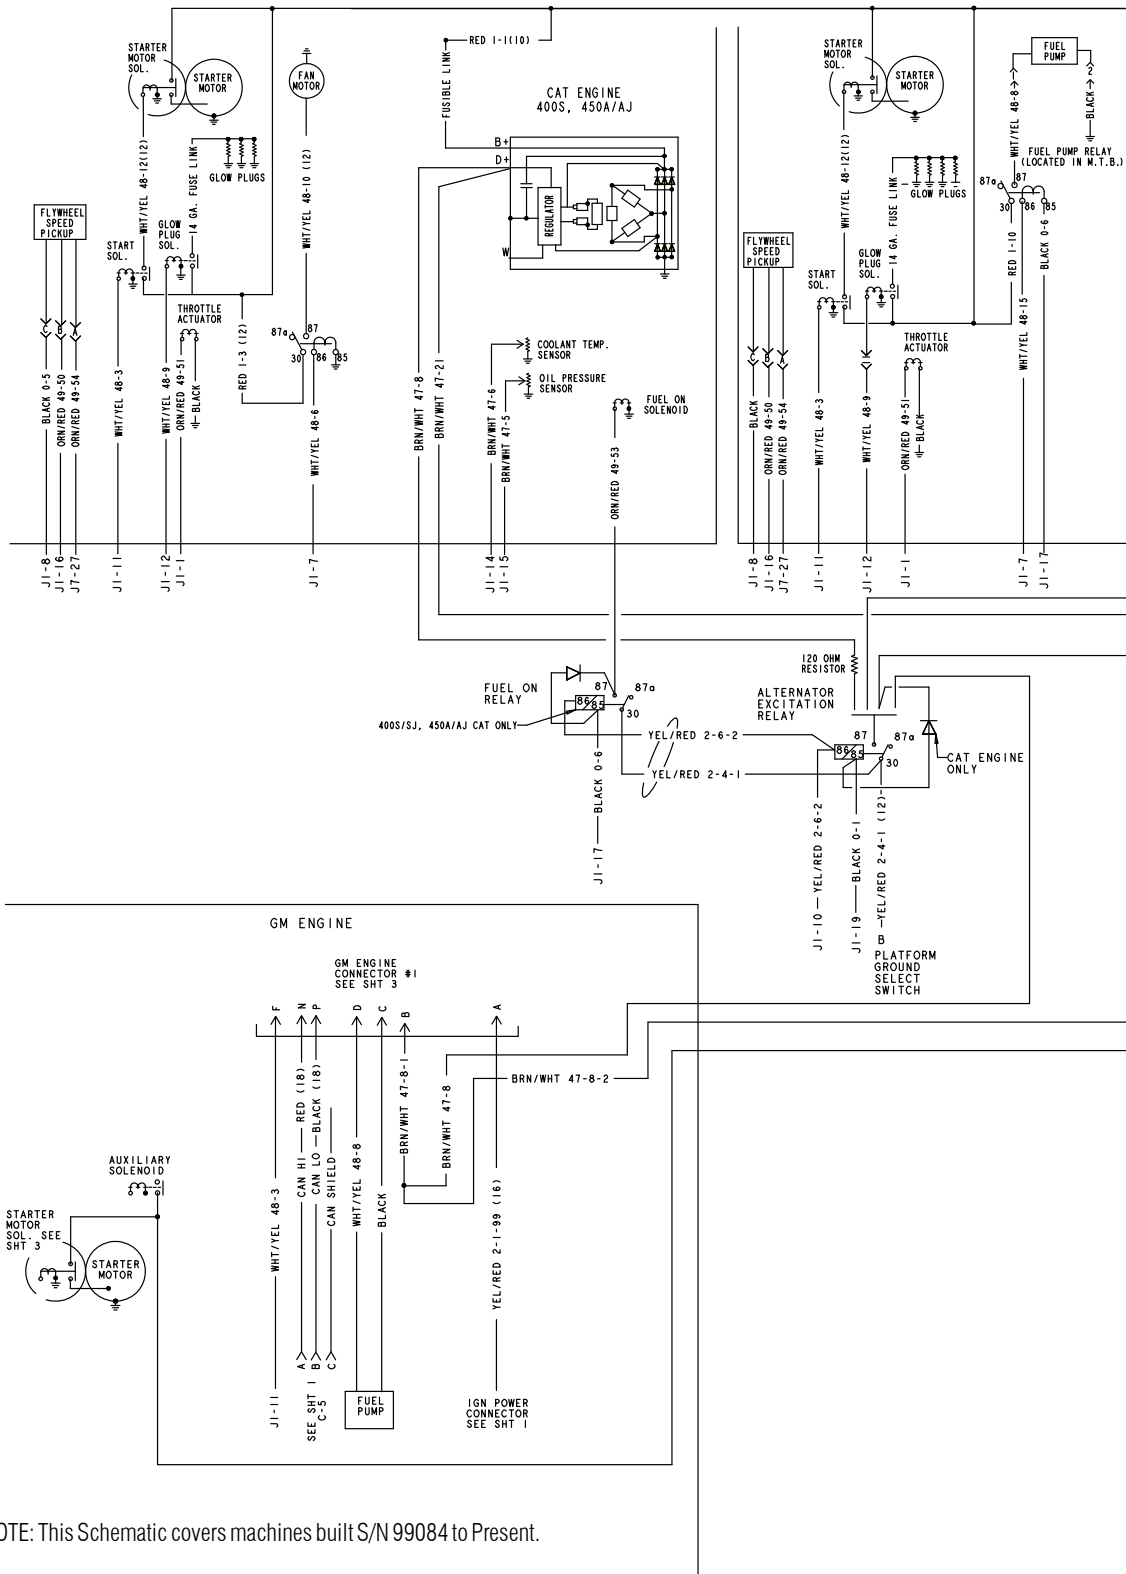 STARTER
MOTOR
SOL.
STARTER
MOTOR
FAN
MOTOR
RED 1-1(10)
FUSIBLE LINK
CAT ENGINE
400S, 450A/AJ
B+
D+
W
REGULATOR
WHT/YEL 48-12(12)
14 GA. FUSE LINK
GLOW PLUGS
WHT/YEL 48-10 (12)
FLYWHEEL
SPEED
PICKUP
START
SOL.
GLOW
PLUG
SOL.
THROTTLE
ACTUATOR
C
B
A
87a
87
30
86
85
RED 1-3 (12)
BLACK 0-5
ORN/RED 49-50
ORN/RED 49-54
WHT/YEL 48-3
WHT/YEL 48-9
ORN/RED 49-51
BLACK
WHT/YEL 48-6
BRN/WHT 47-8
BRN/WHT 47-21
COOLANT TEMP.
SENSOR
OIL PRESSURE
SENSOR
BRN/WHT 47-6
BRN/WHT 47-5
FUEL ON
SOLENOID
ORN/RED 49-53
J1-8
J1-16
J7-27
J1-11
J1-12
J1-1
J1-7
J1-14
J1-15
STARTER
MOTOR
SOL.
STARTER
MOTOR
FUEL
PUMP
1
2
WHT/YEL 48-8
BLACK
FUEL PUMP RELAY
(LOCATED IN M.T.B.)
WHT/YEL 48-12(12)
14 GA. FUSE LINK
GLOW PLUGS
87a
87
30
86
85
RED 1-10
BLACK 0-6
WHT/YEL 48-15
FLYWHEEL
SPEED
PICKUP
START
SOL.
GLOW
PLUG
SOL.
THROTTLE
ACTUATOR
C
B
A
BLACK
ORN/RED 49-50
ORN/RED 49-54
WHT/YEL 48-3
WHT/YEL 48-9
ORN/RED 49-51
BLACK
J1-8
J1-16
J7-27
J1-11
J1-12
J1-1
J1-7
J1-17
FUEL ON
RELAY
87
87a
86
85
30
400S/SJ, 450A/AJ CAT ONLY
BLACK 0-6
J1-17
YEL/RED 2-6-2
YEL/RED 2-4-1
120 OHM
RESISTOR
ALTERNATOR
EXCITATION
RELAY
87
87a
86
85
30
CAT ENGINE
ONLY
J1-10
YEL/RED 2-6-2
J1-19
BLACK 0-1
YEL/RED 2-4-1 (12)
B
PLATFORM
GROUND
SELECT
SWITCH
GM ENGINE
GM ENGINE
CONNECTOR #1
SEE SHT 3
F
N
P
D
C
B
A
BRN/WHT 47-8-2
BRN/WHT 47-8-1
BRN/WHT 47-8
RED (18)
CAN HI
BLACK (18)
CAN LO
CAN SHIELD
WHT/YEL 48-8
BLACK
WHT/YEL 48-3
YEL/RED 2-1-99 (16)
AUXILIARY
SOLENOID
STARTER
MOTOR
SOL. SEE
SHT 3
STARTER
MOTOR
A
B
C
SEE SHT 1
C-5
J1-11
FUEL
PUMP
IGN POWER
CONNECTOR
SEE SHT 1
OTE: This Schematic covers machines built S/N 99084 to Present.